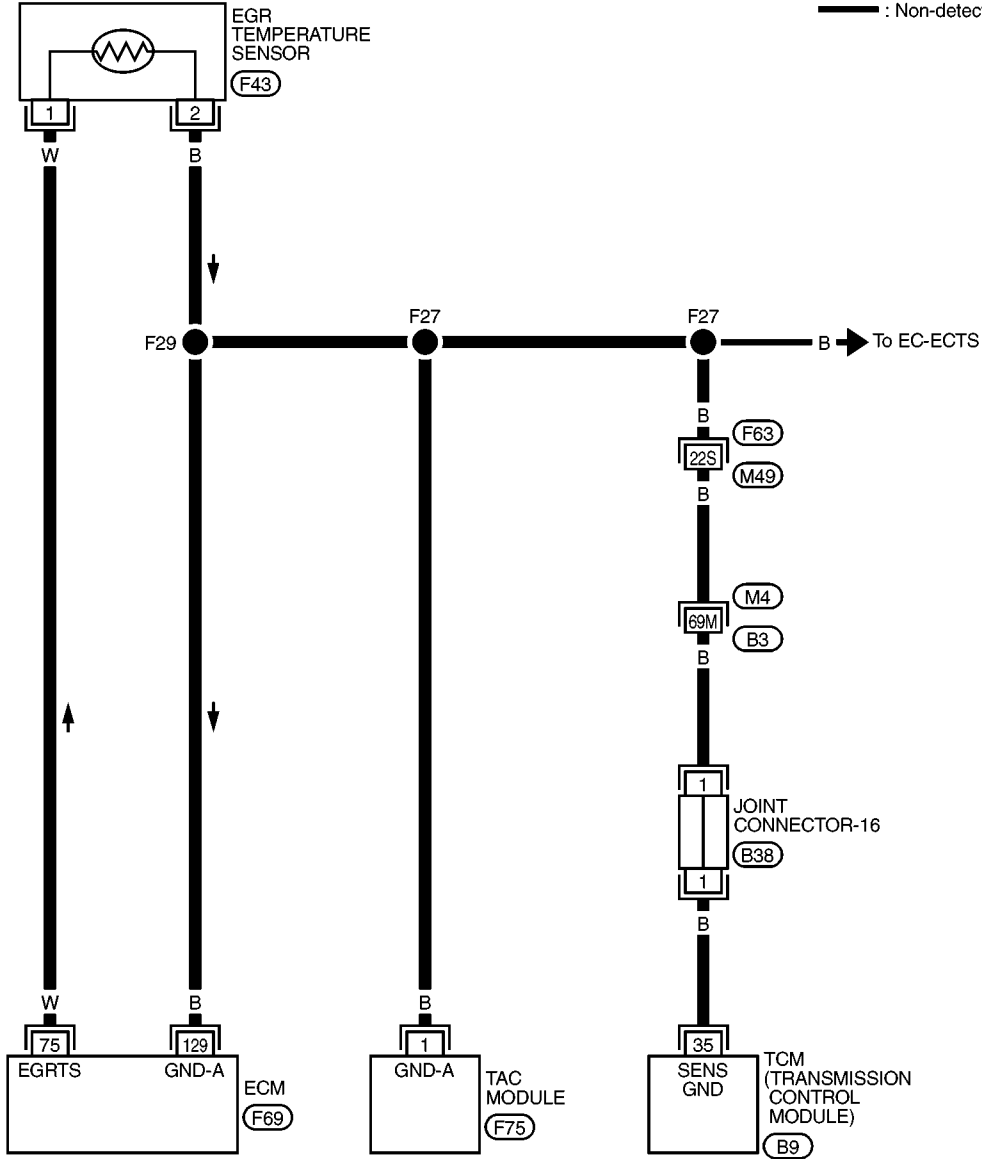 EGR
TEMPERATURE
SENSOR
F43
: Non-detec
1
2
W
B
F29
F27
F27
B
To EC-ECTS
B
F63
22S
M49
B
M4
69M
B3
B
1
JOINT
CONNECTOR-16
B38
1
B
W
B
B
75
129
1
35
EGRTS
GND-A
ECM
F69
GND-A
TAC
MODULE
F75
SENS
GND
TCM
(TRANSMISSION
CONTROL
MODULE)
B9